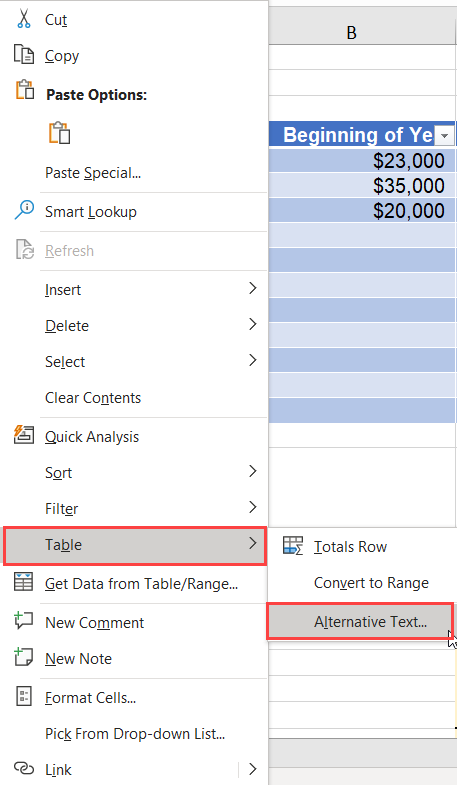 Cut
Copy
Paste Options:
Paste Special...
Smart Lookup
Refresh
Insert
Delete
Select
Clear Contents
Quick Analysis
Sort
Filter
Table
Get Data from Table/Range...
New Comment
New Note
Format Cells...
Pick From Drop-down List...
Link
B
Beginning of Ye
$23,000
$35,000
$20,000
Totals Row
Convert to Range
Alternative Text...